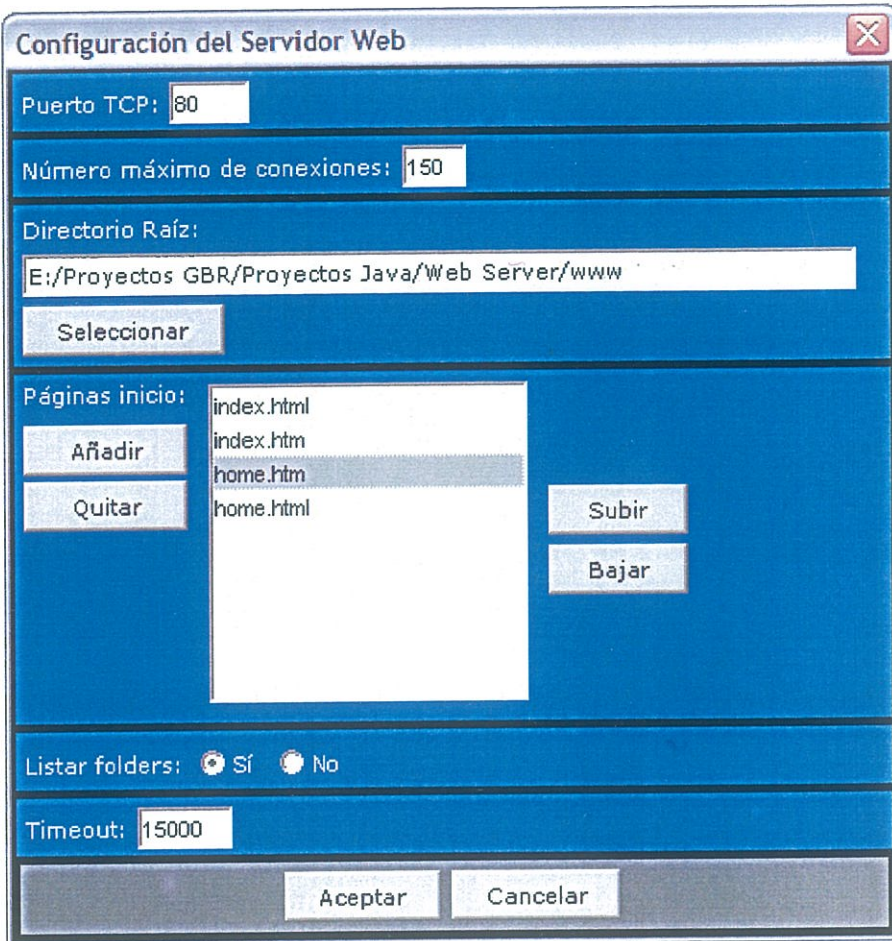 Configuración del Servidor Web
Puerto TCP: 80
Número máximo de conexiones: 150
Directorio Raíz:
E:/Proyectos GBR/Proyectos Java/Web Server/www
Seleccionar
Páginas inicio:
Añadir
Quitar
index.html
index.htm
home.htm
home.html
Subir
Bajar
Listar folders: Sí No
Timeout: 15000
Aceptar Cancelar